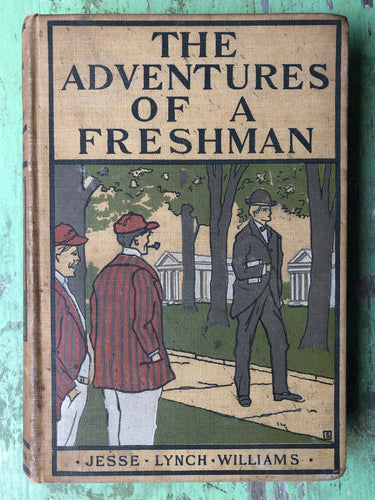 THE
ADVENTURES
OF A
FRESHMAN
· JESSE · LYNCH · WILLIAMS ·